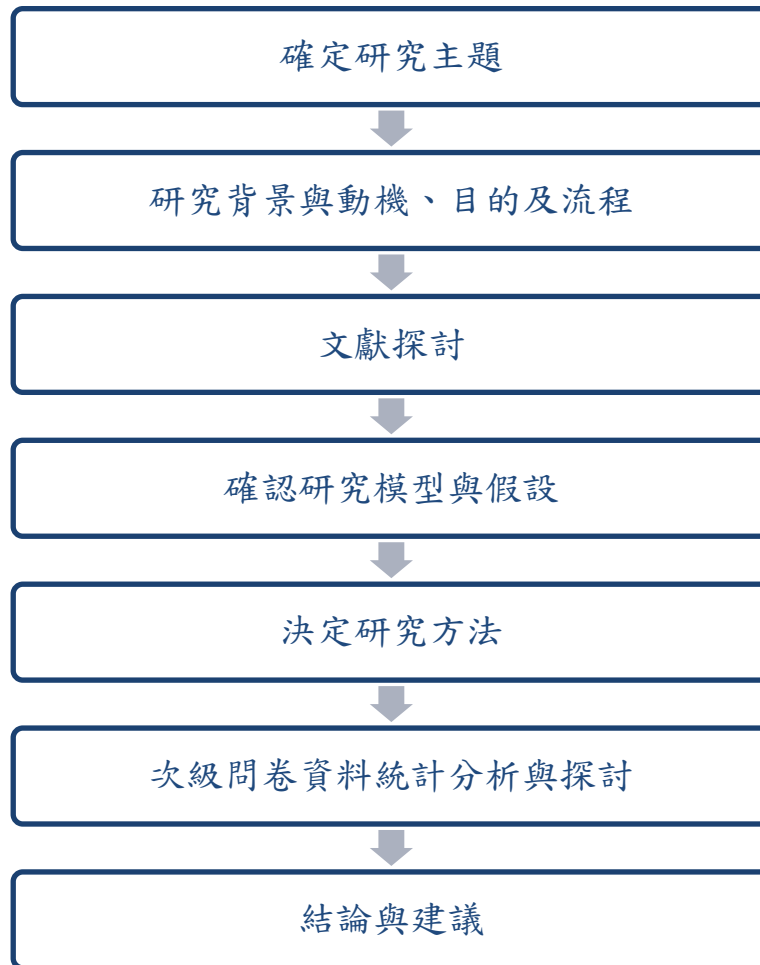 確定研究主題
研究背景與動機、目的及流程
文獻探討
確認研究模型與假設
決定研究方法
次級問卷資料統計分析與探討
結論與建議